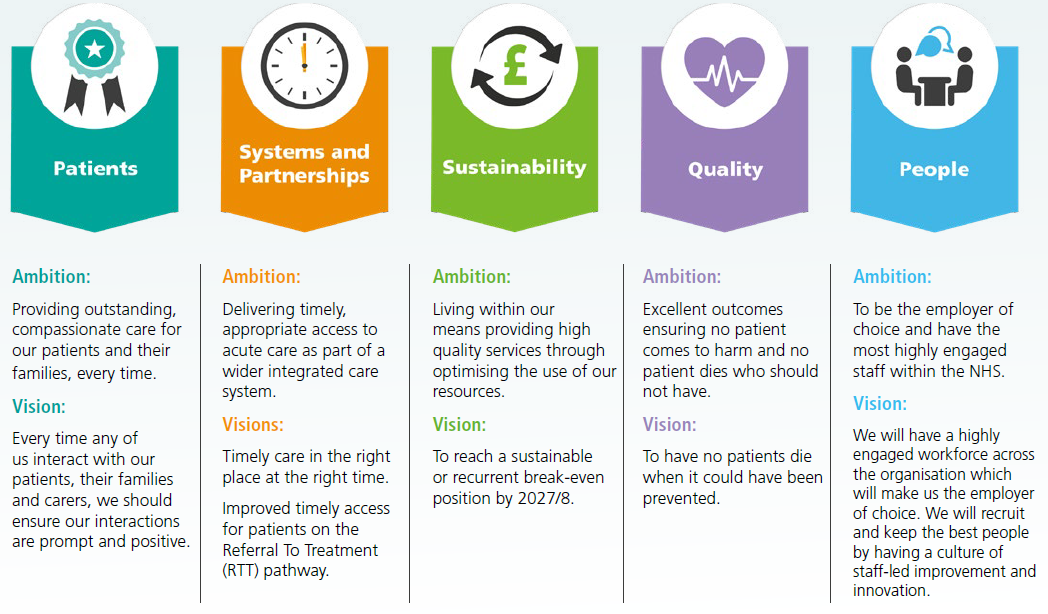 Patients
Systems and
Partnerships
Sustainability
£
Quality
People
Ambition:
Providing outstanding,
compassionate care for
our patients and their
families, every time.
Vision:
Every time any of
us interact with our
patients, their families
and carers, we should
ensure our interactions
are prompt and positive.
Ambition:
Delivering timely,
appropriate access to
acute care as part of a
wider integrated care
system.
Visions:
Timely care in the right
place at the right time.
Improved timely access
for patients on the
Referral To Treatment
(RTT) pathway.
Ambition:
Living within our
means providing high
quality services through
optimising the use of our
resources.
Vision:
To reach a sustainable
or recurrent break-even
position by 2027/8.
Ambition:
Excellent outcomes
ensuring no patient
comes to harm and no
patient dies who should
not have.
Vision:
To have no patients die
when it could have been
prevented.
Ambition:
To be the employer of
choice and have the
most highly engaged
staff within the NHS.
Vision:
We will have a highly
engaged workforce across
the organisation which
will make us the employer
of choice. We will recruit
and keep the best people
by having a culture of
staff-led improvement and
innovation.